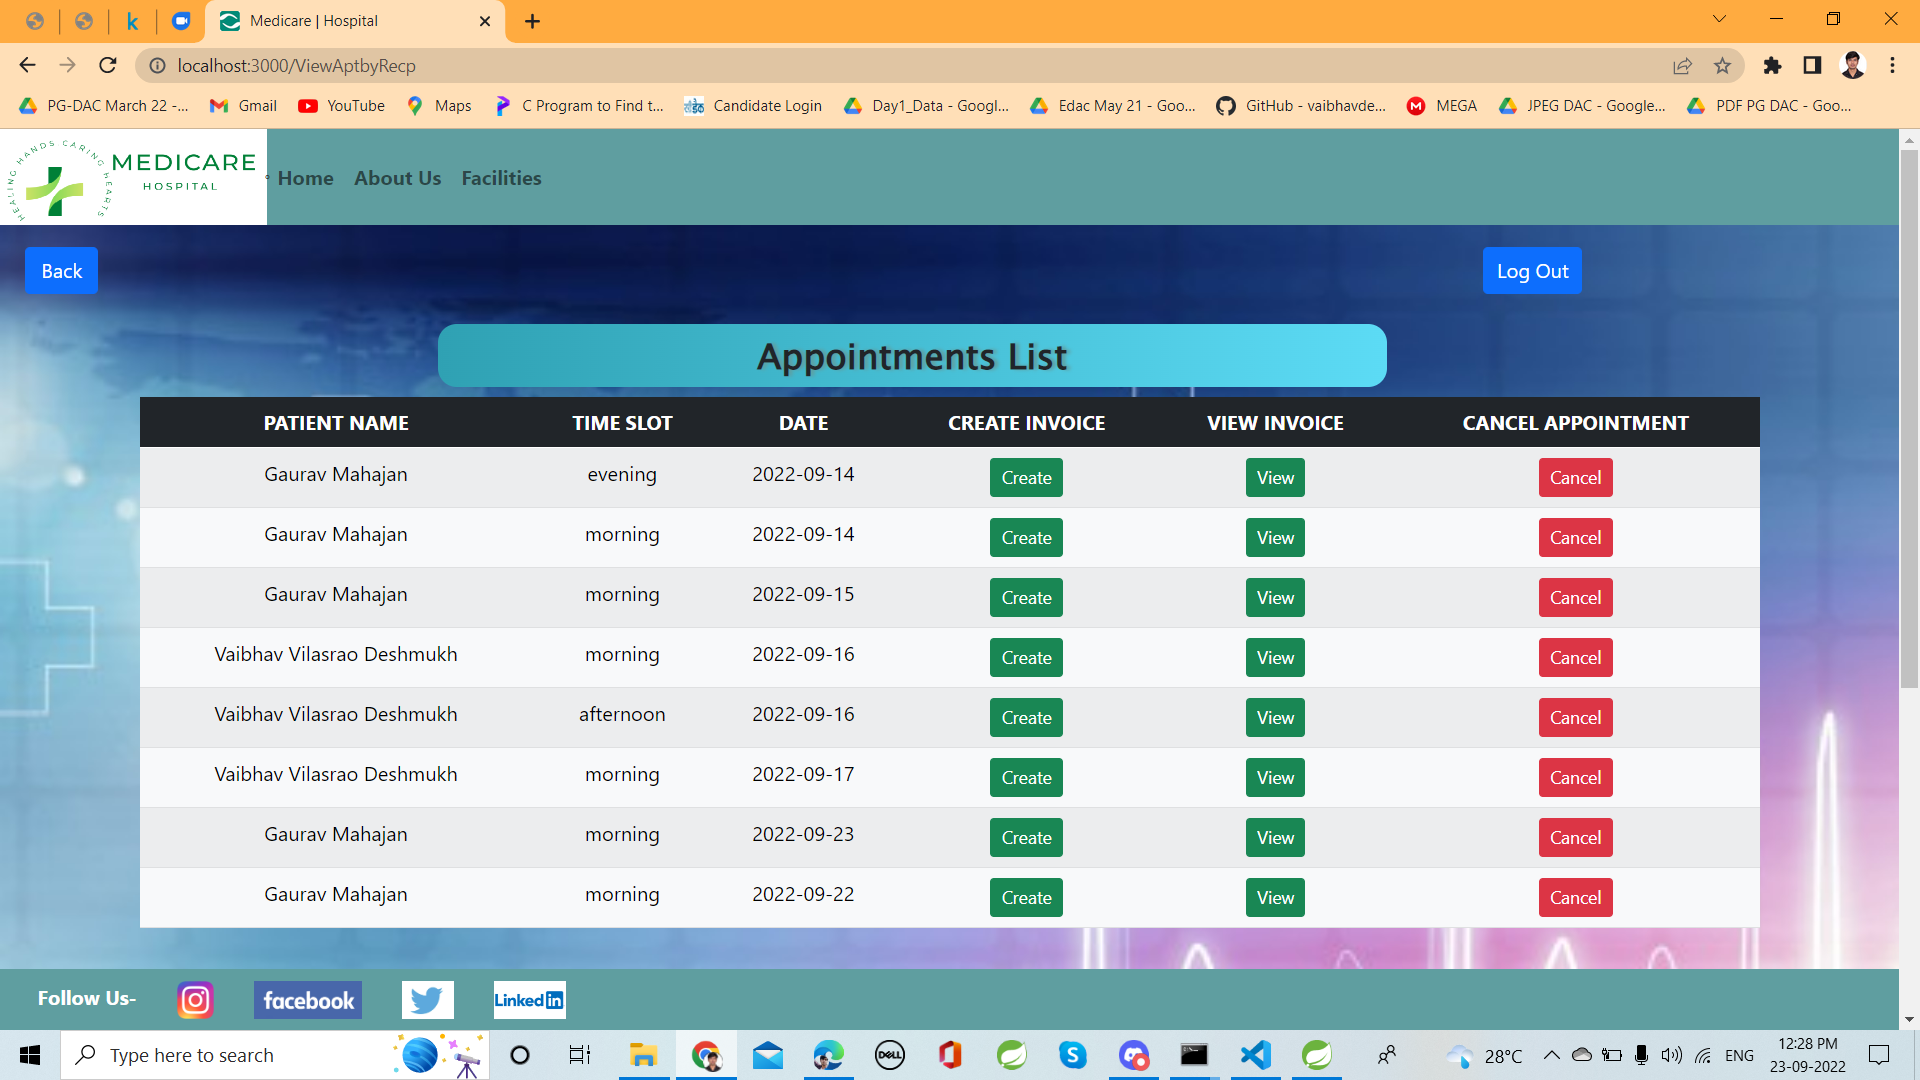 Medicare | Hospital
localhost:3000/ViewAptbyRecp
PG-DAC March 22 -... Gmail YouTube Maps C Program to Find t... Candidate Login Day1_Data - Googl... Edac May 21 - Goo... GitHub - vaibhavde... MEGA JPEG DAC - Google... PDF PG DAC - Goo...
HEALING HANDS CARING HEARTS
MEDICARE
HOSPITAL
Home About Us Facilities
Back Log Out
Appointments List
PATIENT NAME TIME SLOT DATE CREATE INVOICE VIEW INVOICE CANCEL APPOINTMENT
Gaurav Mahajan evening 2022-09-14 Create View Cancel
Gaurav Mahajan morning 2022-09-14 Create View Cancel
Gaurav Mahajan morning 2022-09-15 Create View Cancel
Vaibhav Vilasrao Deshmukh morning 2022-09-16 Create View Cancel
Vaibhav Vilasrao Deshmukh afternoon 2022-09-16 Create View Cancel
Vaibhav Vilasrao Deshmukh morning 2022-09-17 Create View Cancel
Gaurav Mahajan morning 2022-09-23 Create View Cancel
Gaurav Mahajan morning 2022-09-22 Create View Cancel
Follow Us- facebook Linked in
Type here to search DELL 28°C ENG 12:28 PM
23-09-2022